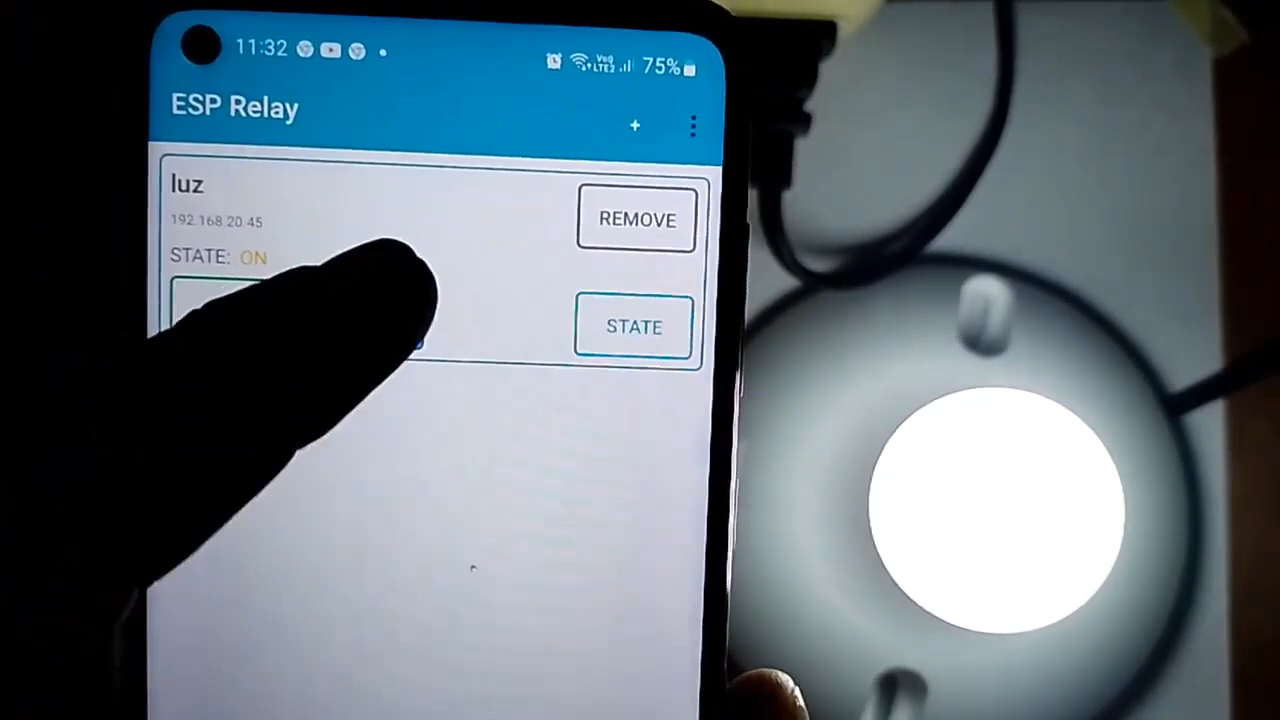 11:32 75%
ESP Relay
+
luz
192.168.20.45
REMOVE
STATE: ON
STATE